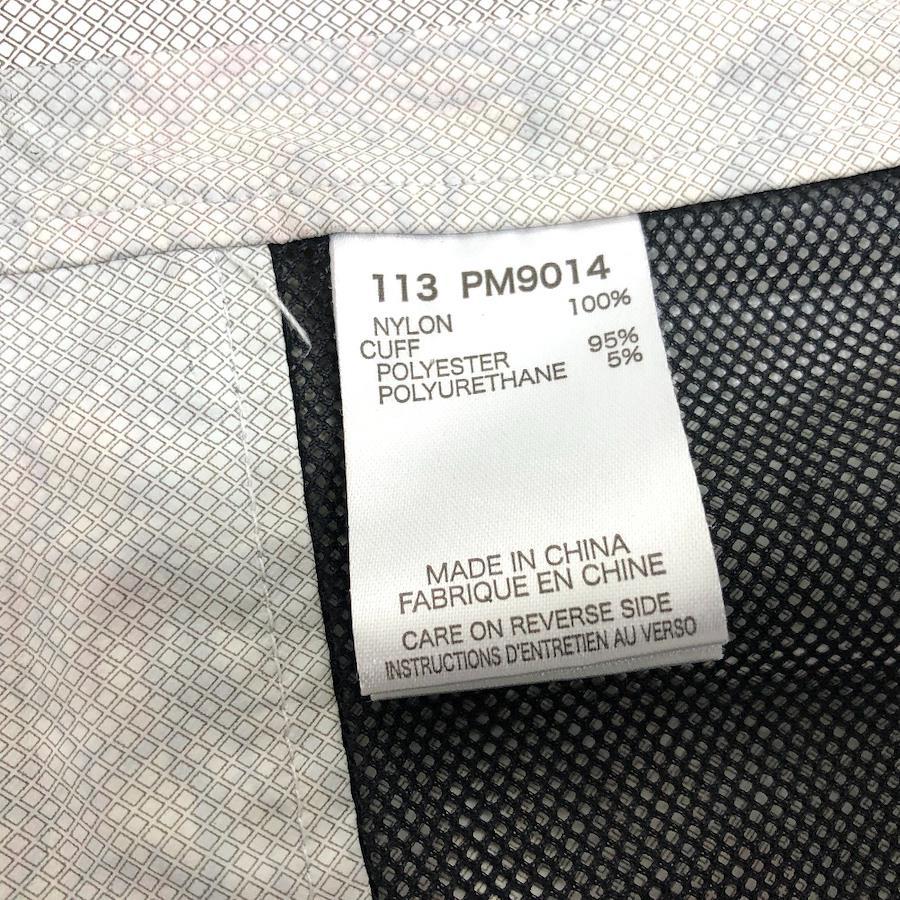 113 PM9014
NYLON 100%
CUFF
POLYESTER 95%
POLYURETHANE 5%
MADE IN CHINA
FABRIQUE EN CHINE
CARE ON REVERSE SIDE
INSTRUCTIONS D'ENTRETIEN AU VERSO